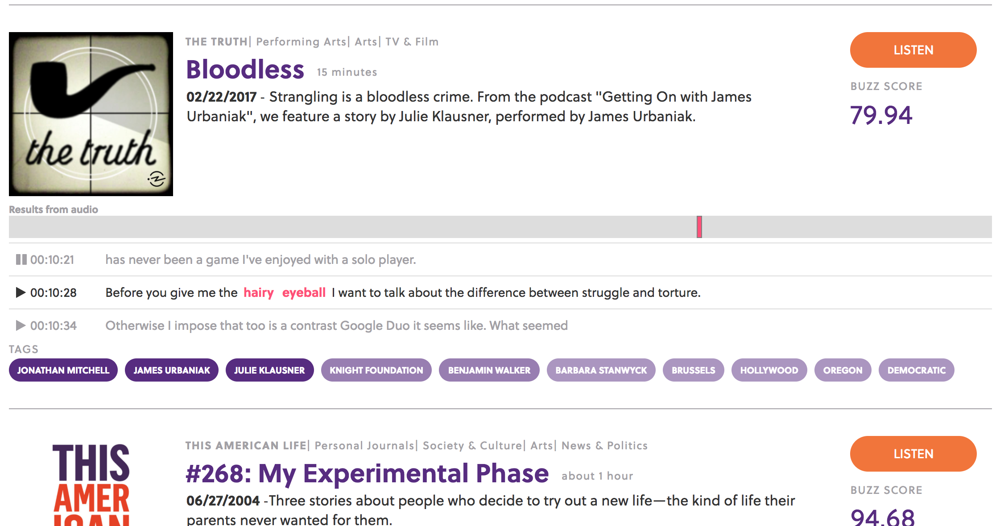 THE TRUTH| Performing Arts| Arts| TV & Film
Bloodless 15 minutes
02/22/2017 - Strangling is a bloodless crime. From the podcast "Getting On with James
Urbaniak", we feature a story by Julie Klausner, performed by James Urbaniak.
LISTEN
BUZZ SCORE
79.94
the truth
Results from audio
00:10:21 has never been a game I've enjoyed with a solo player.
00:10:28 Before you give me the hairy eyeball I want to talk about the difference between struggle and torture.
00:10:34 Otherwise I impose that too is a contrast Google Duo it seems like. What seemed
TAGS
JONATHAN MITCHELL JAMES URBANIAK JULIE KLAUSNER KNIGHT FOUNDATION BENJAMIN WALKER BARBARA STANWYCK BRUSSELS HOLLYWOOD OREGON DEMOCRATIC
THIS
AMER
ICAN
THIS AMERICAN LIFE| Personal Journals| Society & Culture| Arts| News & Politics
#268: My Experimental Phase about 1 hour
06/27/2004 -Three stories about people who decide to try out a new life—the kind of life their
parents never wanted for them.
LISTEN
BUZZ SCORE
94.68